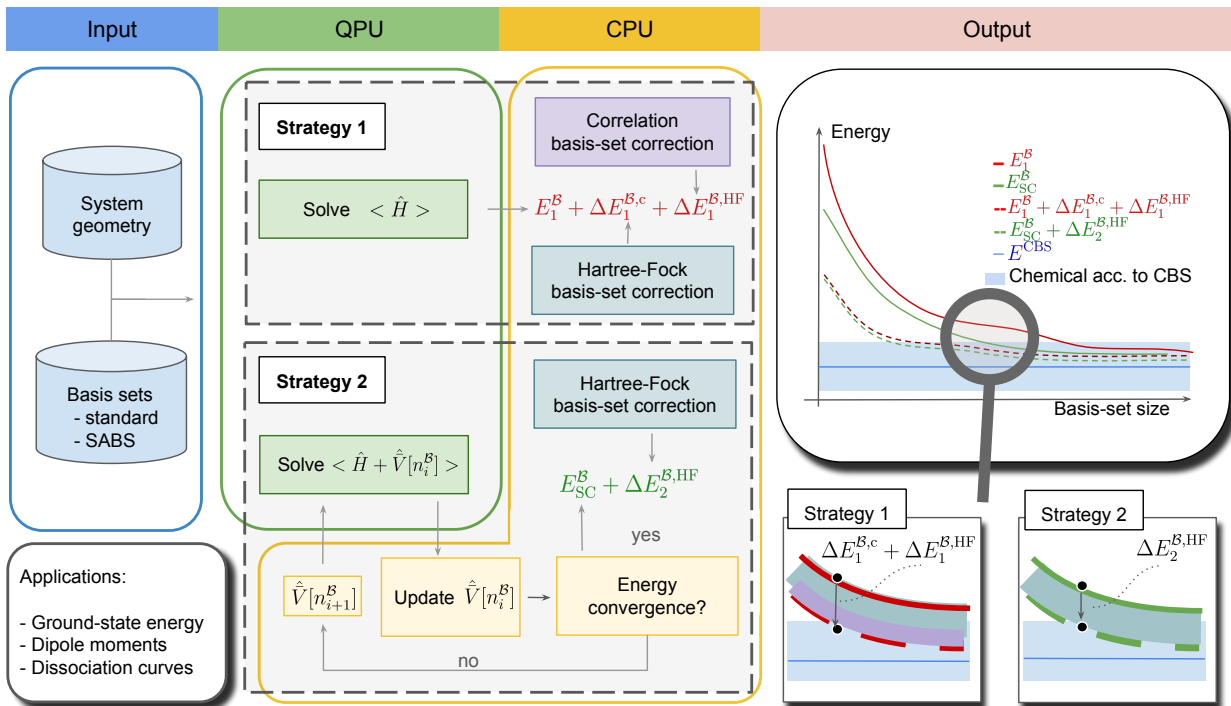 Input
QPU
CPU
Output
System
geometry
Basis sets
- standard
- SABS
Applications:
- Ground-state energy
- Dipole moments
- Dissociation curves
Strategy 1
Solve < Ĥ >
Correlation
basis-set correction
E₁^ℬ + ΔE₁^ℬ,c + ΔE₁^ℬ,HF
Hartree-Fock
basis-set correction
Strategy 2
Solve < Ĥ + V̄̂[n_i^ℬ] >
Hartree-Fock
basis-set correction
E_SC^ℬ + ΔE₂^ℬ,HF
yes
V̄̂[n_{i+1}^ℬ]
Update V̄̂[n_i^ℬ]
Energy
convergence?
no
Energy
E₁^ℬ
E_SC^ℬ
E₁^ℬ + ΔE₁^ℬ,c + ΔE₁^ℬ,HF
E_SC^ℬ + ΔE₂^ℬ,HF
E^CBS
Chemical acc. to CBS
Basis-set size
Strategy 1
ΔE₁^ℬ,c + ΔE₁^ℬ,HF
Strategy 2
ΔE₂^ℬ,HF